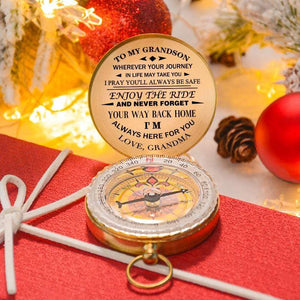 TO MY GRANDSON
WHEREVER YOUR JOURNEY
IN LIFE MAY TAKE YOU
I PRAY YOU'LL ALWAYS BE SAFE
ENJOY THE RIDE
AND NEVER FORGET
YOUR WAY BACK HOME
I'M
ALWAYS HERE FOR YOU
LOVE, GRANDMA